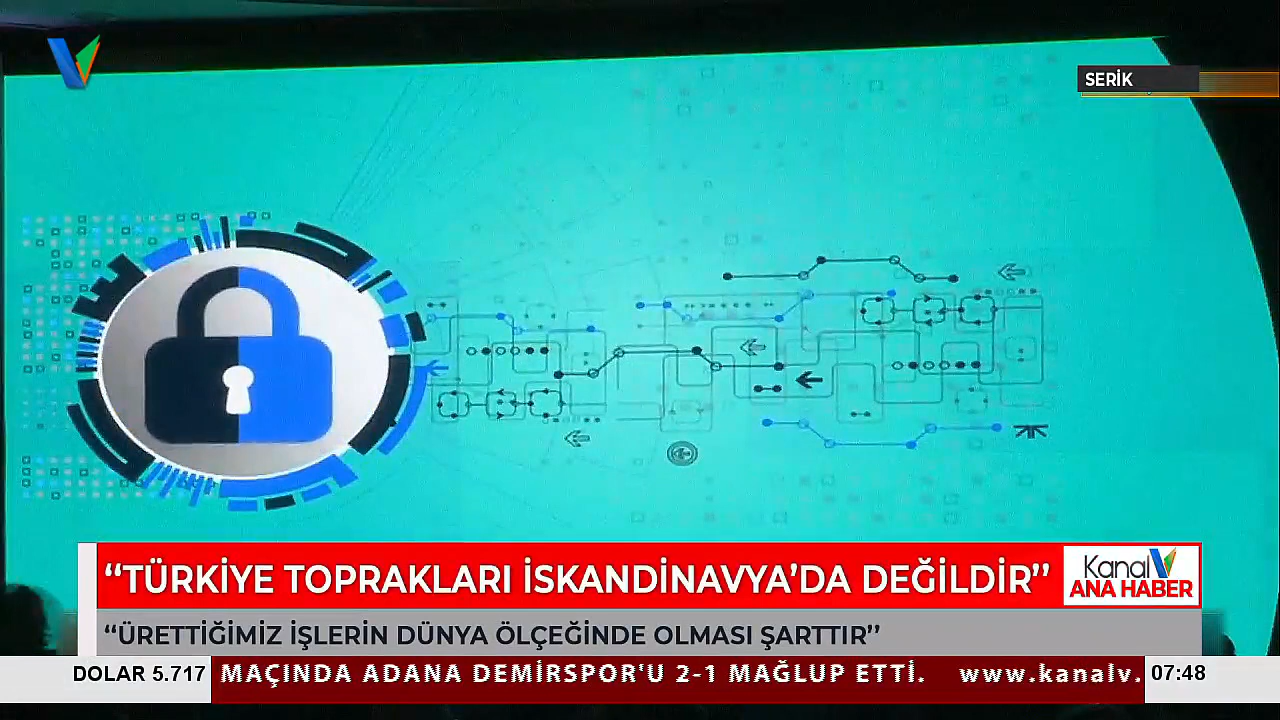 SERİK
“TÜRKİYE TOPRAKLARI İSKANDİNAVYA’DA DEĞİLDİR”
Kanal V
ANA HABER
“ÜRETTİĞİMİZ İŞLERİN DÜNYA ÖLÇEĞİNDE OLMASI ŞARTTIR”
DOLAR 5.717 MAÇINDA ADANA DEMİRSPOR'U 2-1 MAĞLUP ETTİ. www.kanalv. 07:48